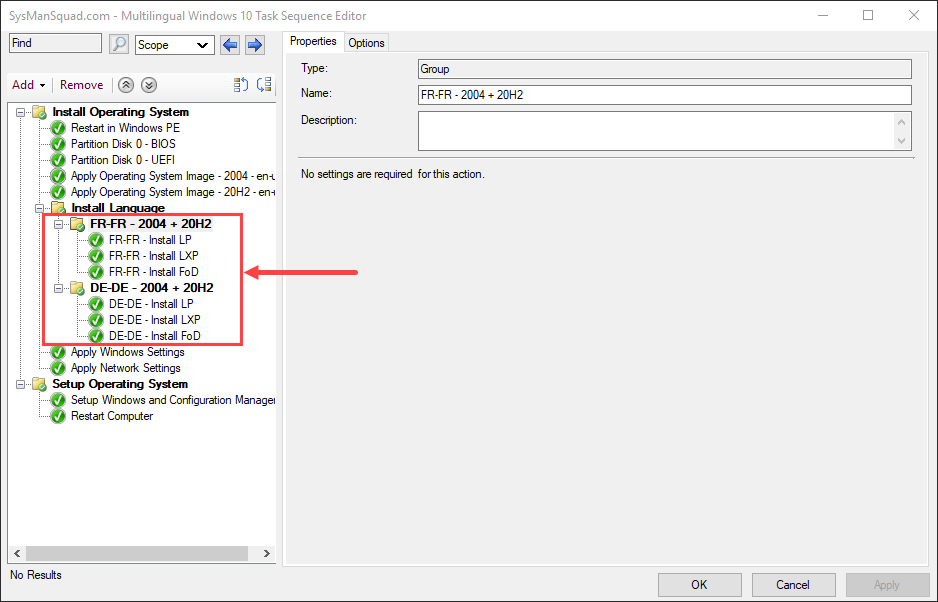 SysManSquad.com - Multilingual Windows 10 Task Sequence Editor
Find
Scope
Add
Remove
Install Operating System
Restart in Windows PE
Partition Disk 0 - BIOS
Partition Disk 0 - UEFI
Apply Operating System Image - 2004 - en-u
Apply Operating System Image - 20H2 - en-u
Install Language
FR-FR - 2004 + 20H2
FR-FR - Install LP
FR-FR - Install LXP
FR-FR - Install FoD
DE-DE - 2004 + 20H2
DE-DE - Install LP
DE-DE - Install LXP
DE-DE - Install FoD
Apply Windows Settings
Apply Network Settings
Setup Operating System
Setup Windows and Configuration Manager
Restart Computer
No Results
Properties
Options
Type:
Group
Name:
FR-FR - 2004 + 20H2
Description:
No settings are required for this action.
OK
Cancel
Apply